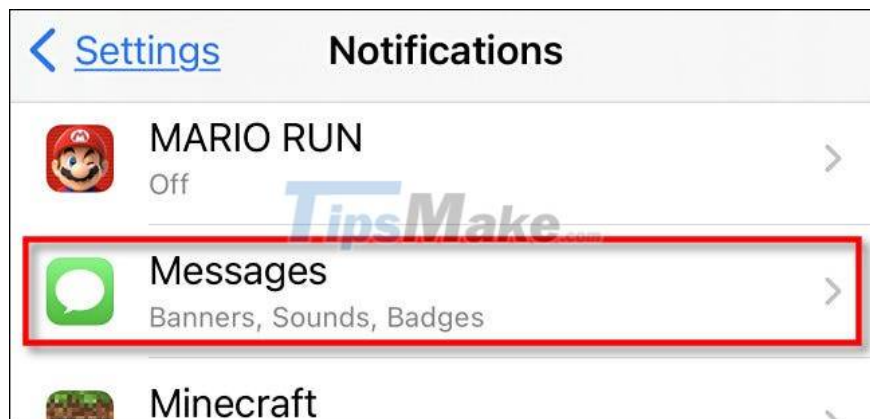 Settings
Notifications
MARIO RUN
Off
TipsMake.com
Messages
Banners, Sounds, Badges
Minecraft